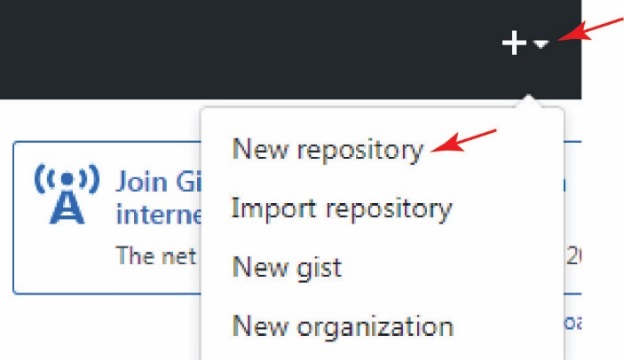 New repository
Join Gi
Import repository
interne
The net
New gist
New organization